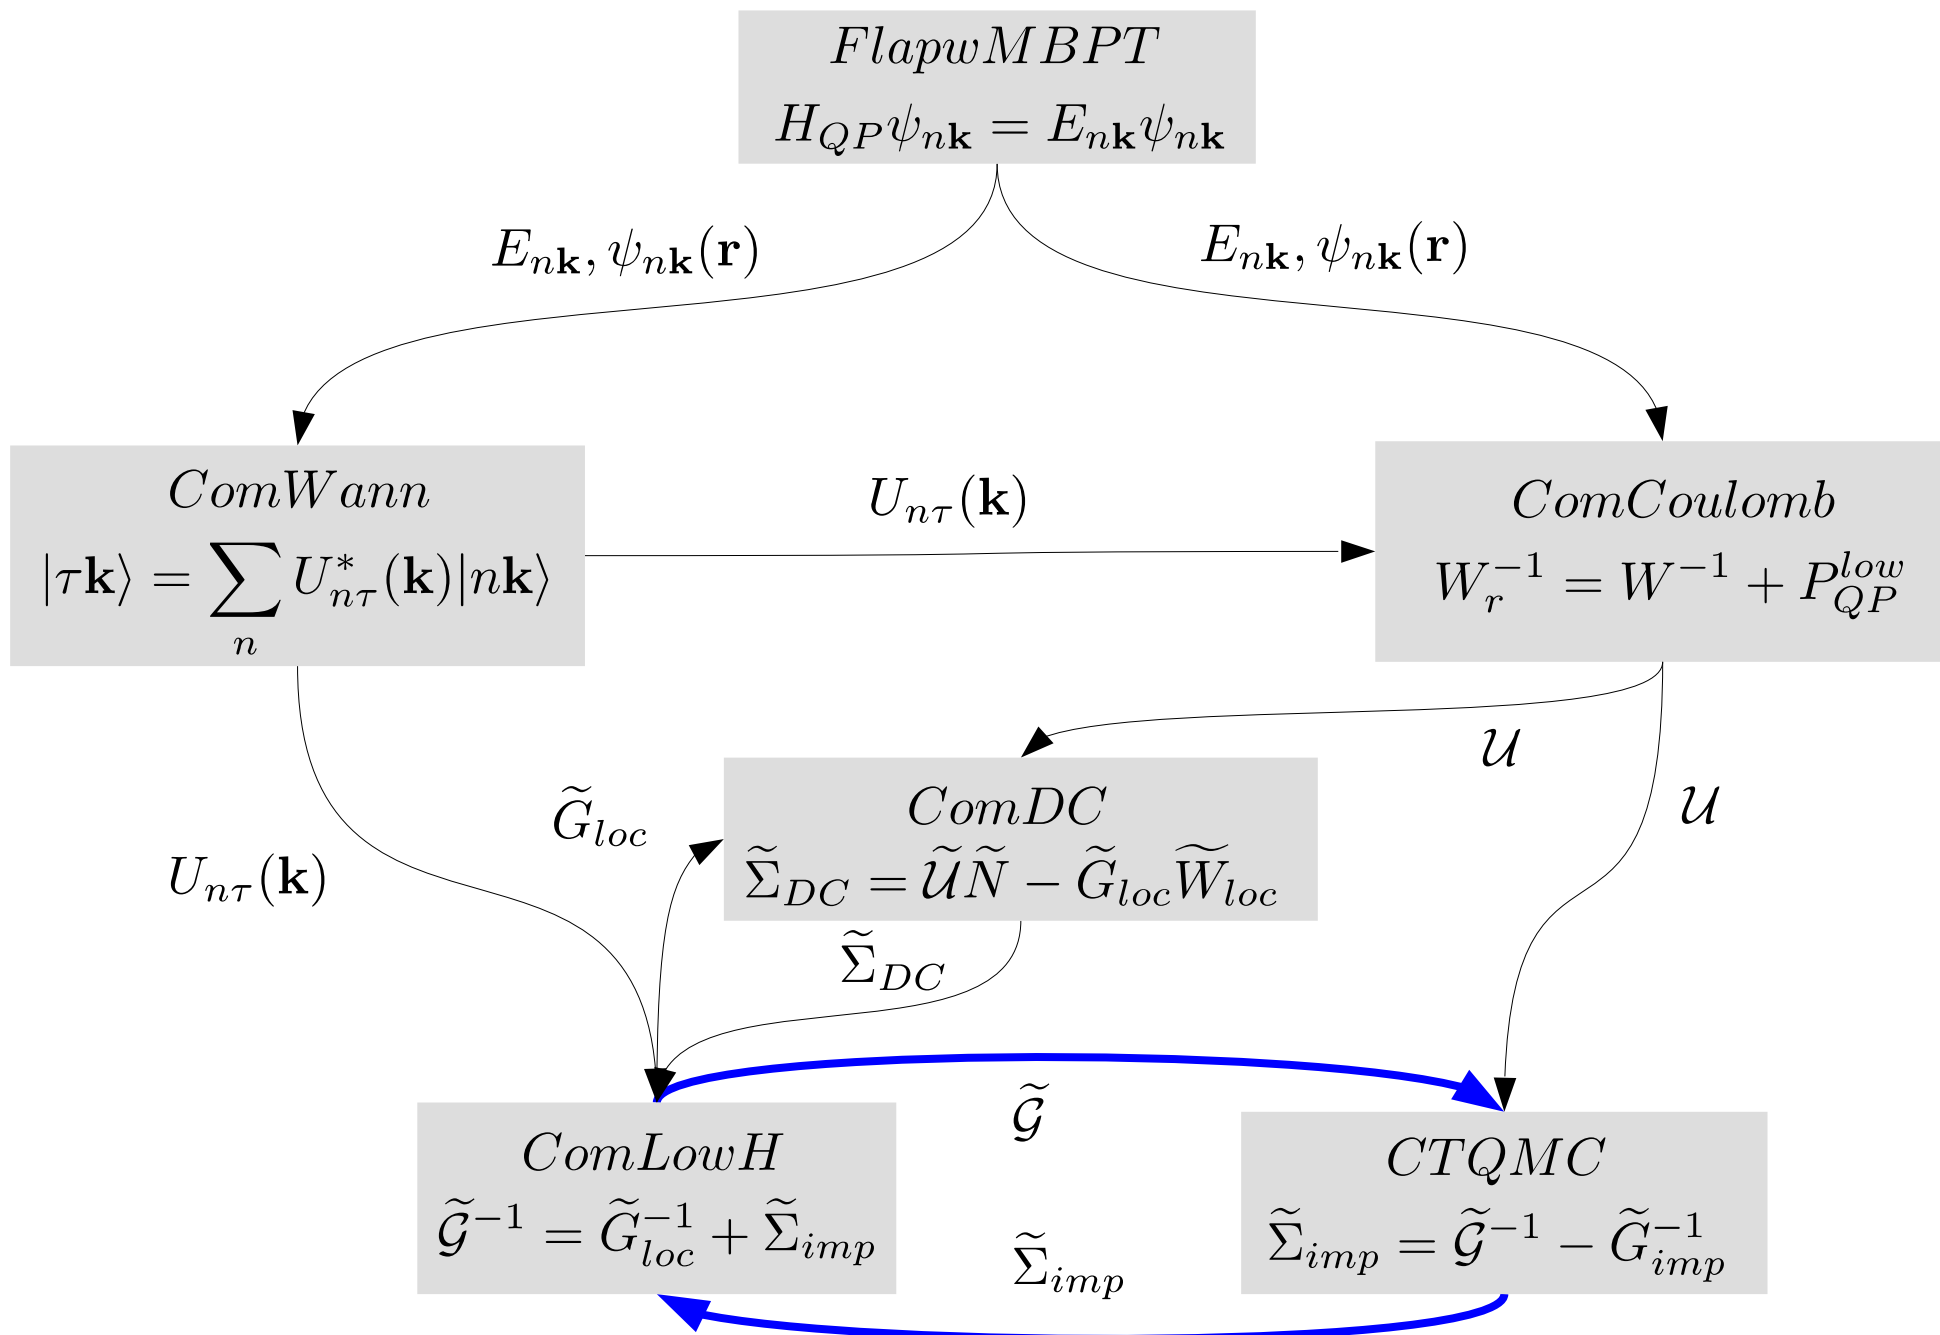 FlapwMBPT
H_{QP}ψ_{n𝐤} = E_{n𝐤}ψ_{n𝐤}
E_{n𝐤}, ψ_{n𝐤}(𝐫)
E_{n𝐤}, ψ_{n𝐤}(𝐫)
ComWann
|τ𝐤⟩ = ∑_n U*_{nτ}(𝐤)|n𝐤⟩
U_{nτ}(𝐤)
ComCoulomb
W_r^{−1} = W^{−1} + P_{QP}^{low}
𝒰
𝒰
G̃_{loc}
ComDC
Σ̃_{DC} = 𝒰̃Ñ − G̃_{loc}W̃_{loc}
U_{nτ}(𝐤)
Σ̃_{DC}
𝒢̃
ComLowH
𝒢̃^{−1} = G̃_{loc}^{−1} + Σ̃_{imp}
CTQMC
Σ̃_{imp} = 𝒢̃^{−1} − G̃_{imp}^{−1}
Σ̃_{imp}